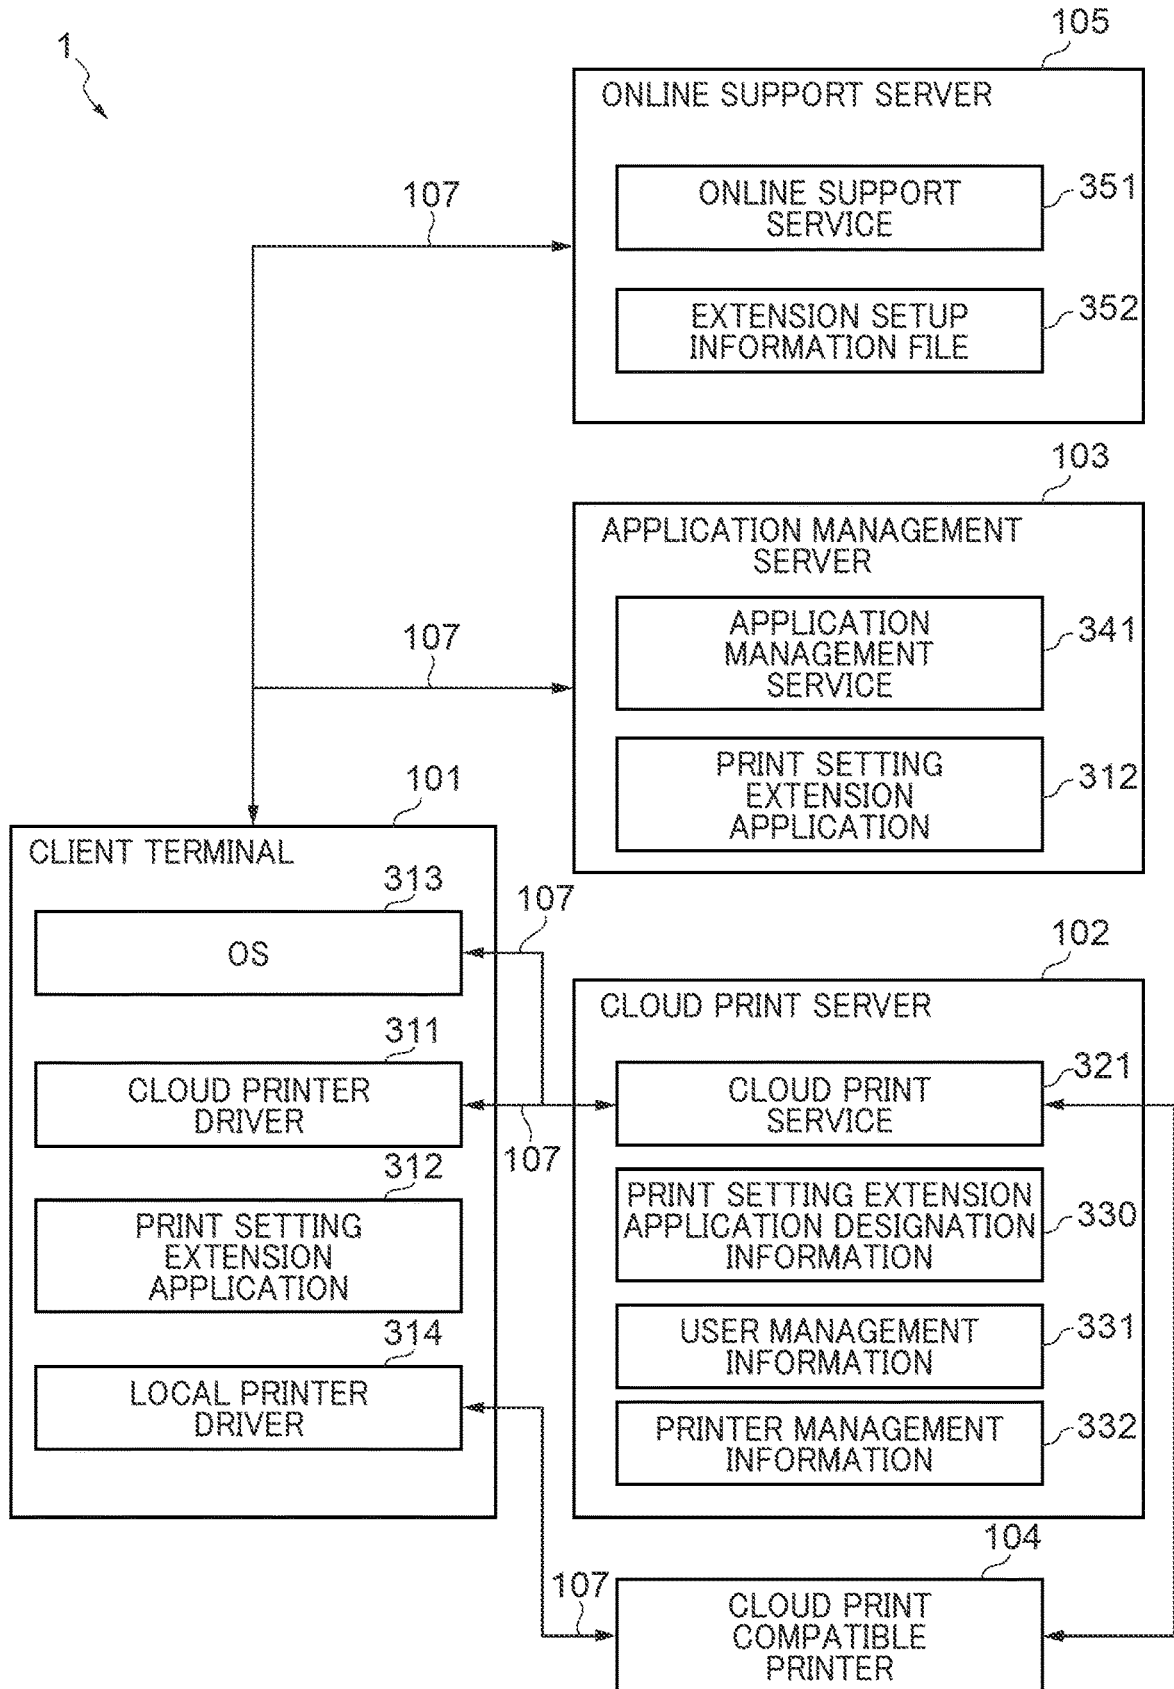 1
105
ONLINE SUPPORT SERVER
ONLINE SUPPORT
SERVICE
351
EXTENSION SETUP
INFORMATION FILE
352
107
103
APPLICATION MANAGEMENT
SERVER
APPLICATION
MANAGEMENT
SERVICE
341
PRINT SETTING
EXTENSION
APPLICATION
312
107
101
CLIENT TERMINAL
313
OS
107
311
CLOUD PRINTER
DRIVER
107
312
PRINT SETTING
EXTENSION
APPLICATION
314
LOCAL PRINTER
DRIVER
102
CLOUD PRINT SERVER
CLOUD PRINT
SERVICE
321
PRINT SETTING EXTENSION
APPLICATION DESIGNATION
INFORMATION
330
USER MANAGEMENT
INFORMATION
331
PRINTER MANAGEMENT
INFORMATION
332
104
107
CLOUD PRINT
COMPATIBLE
PRINTER